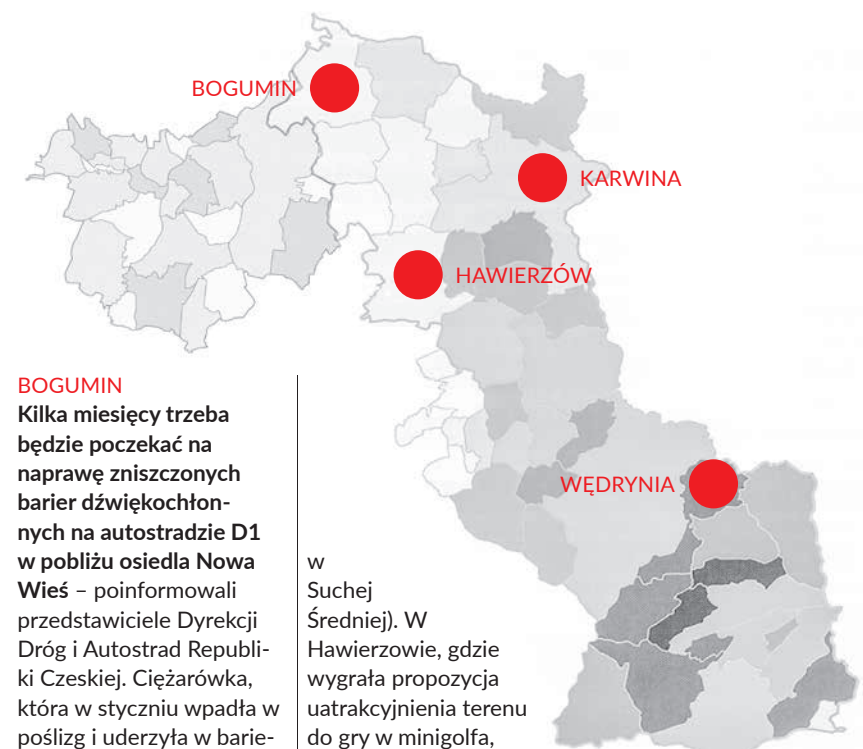 BOGUMIN
KARWINA
HAWIERZÓW
WĘDRYNIA
BOGUMIN
Kilka miesięcy trzeba
będzie poczekać na
naprawę zniszczonych
barier dźwiękochłon-
nych na autostradzie D1
w pobliżu osiedla Nowa
Wieś – poinformowali
przedstawiciele Dyrekcji
Dróg i Autostrad Republi-
ki Czeskiej. Ciężarówka,
która w styczniu wpadła w
poślizg i uderzyła w barie-
w
Suchej
Średniej). W
Hawierzowie, gdzie
wygrała propozycja
uatrakcyjnienia terenu
do gry w minigolfa,